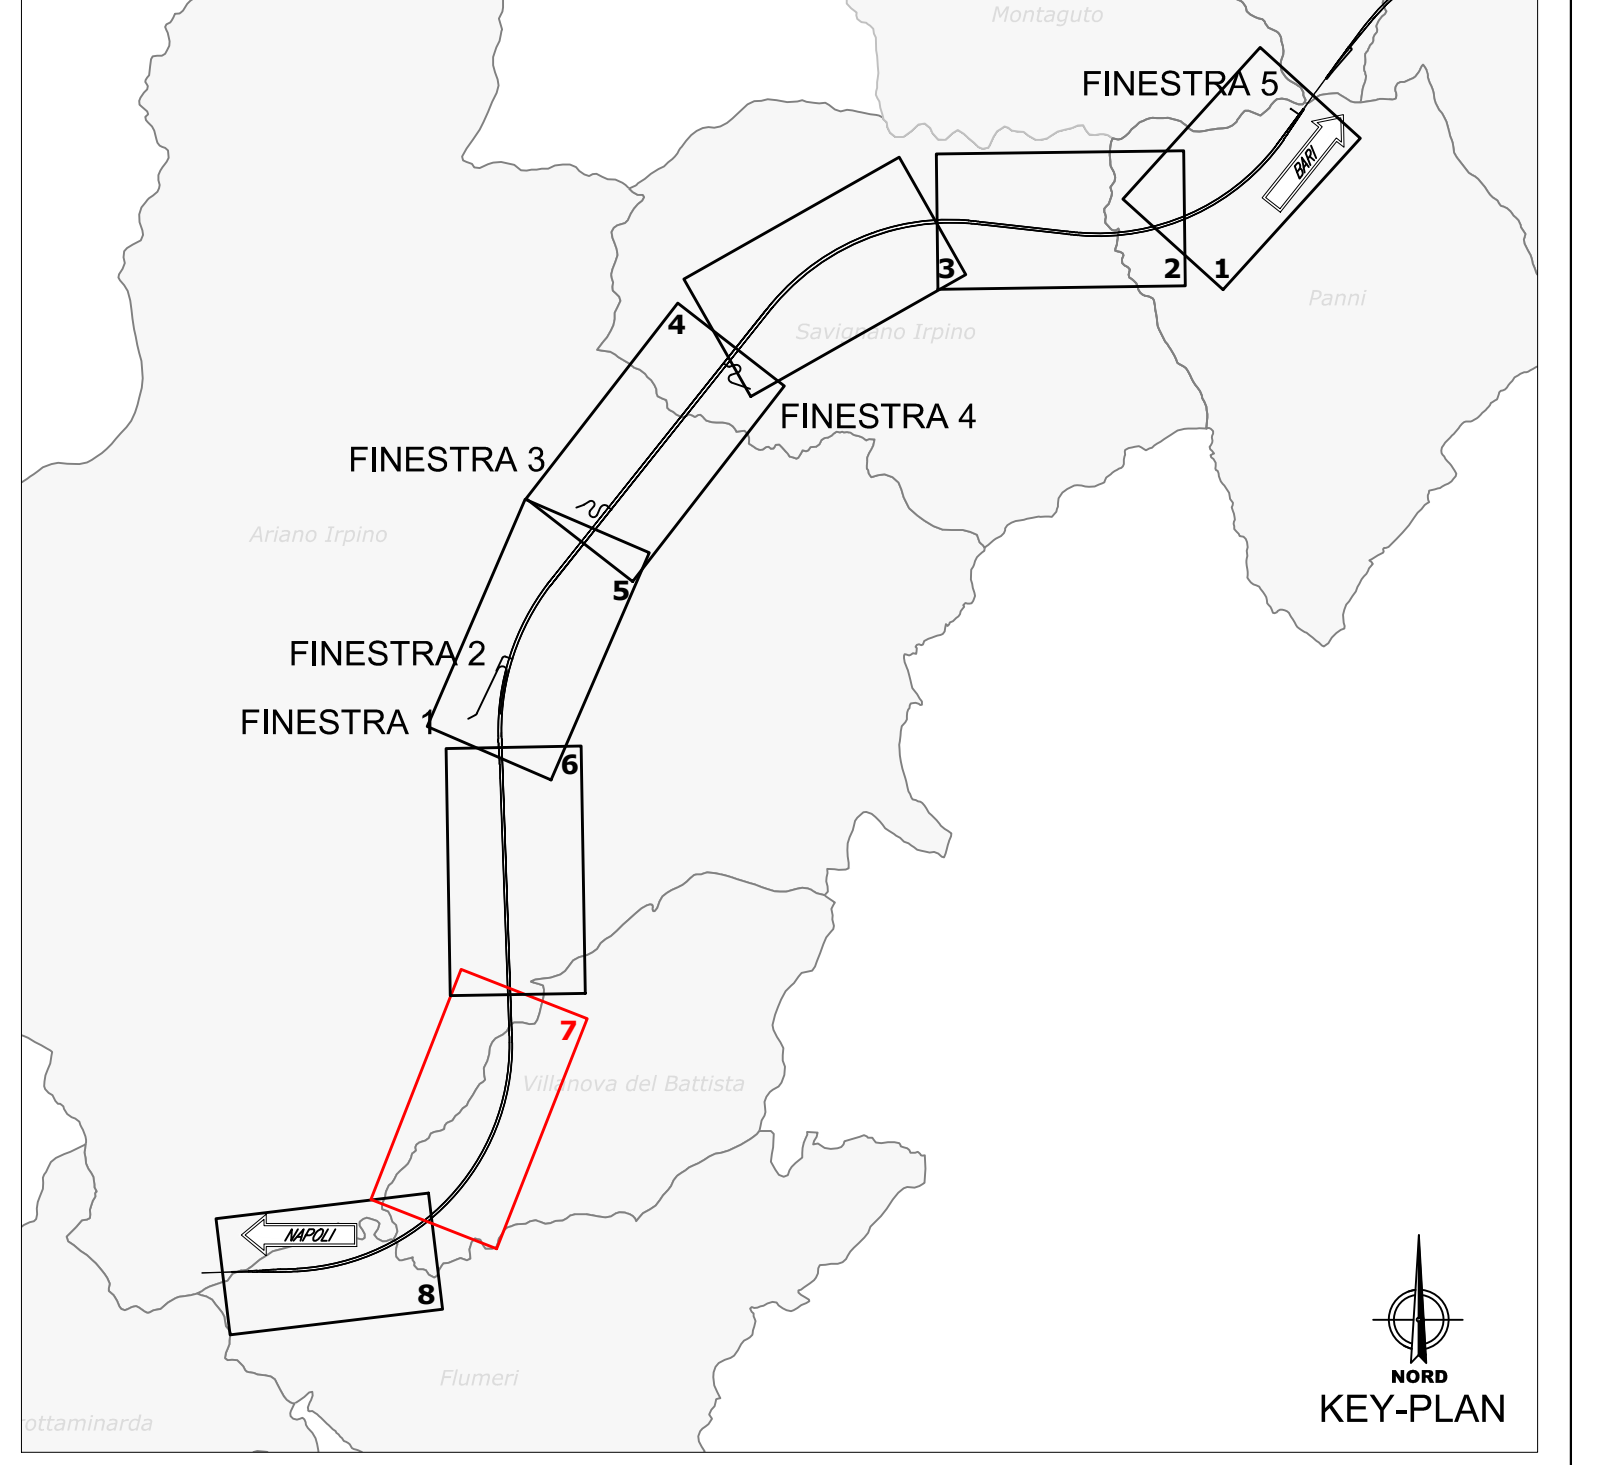 Montaguto
FINESTRA 5
BARI
3
2
1
Panni
4
Savignano Irpino
FINESTRA 4
FINESTRA 3
Ariano Irpino
5
FINESTRA 2
FINESTRA 1
6
7
Villanova del Battista
NAPOLI
8
NORD
Flumeri
KEY-PLAN
ottaminarda